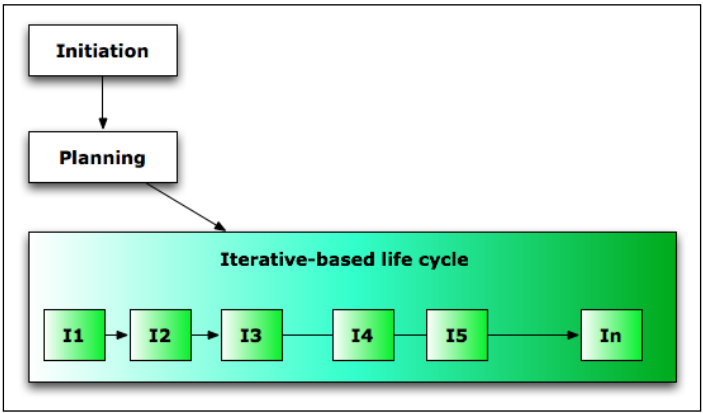 Initiation
Planning
Iterative-based life cycle
I1 I2 I3 I4 I5 In